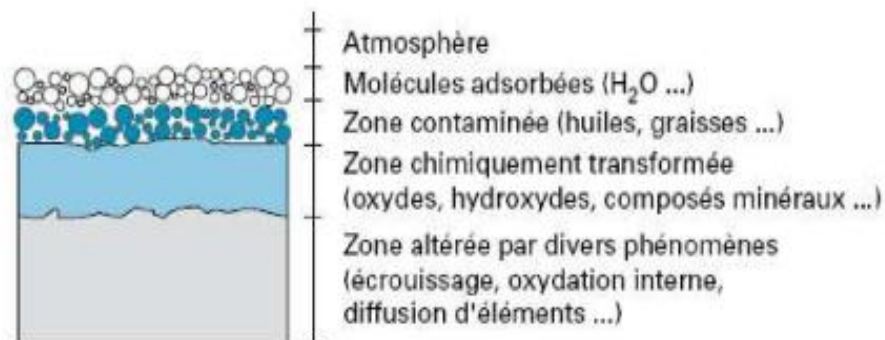 Atmosphère
Molécules adsorbées (H₂O ...)
Zone contaminée (huiles, graisses ...)
Zone chimiquement transformée
(oxydes, hydroxydes, composés minéraux ...)
Zone altérée par divers phénomènes
(écrouissage, oxydation interne,
diffusion d'éléments ...)